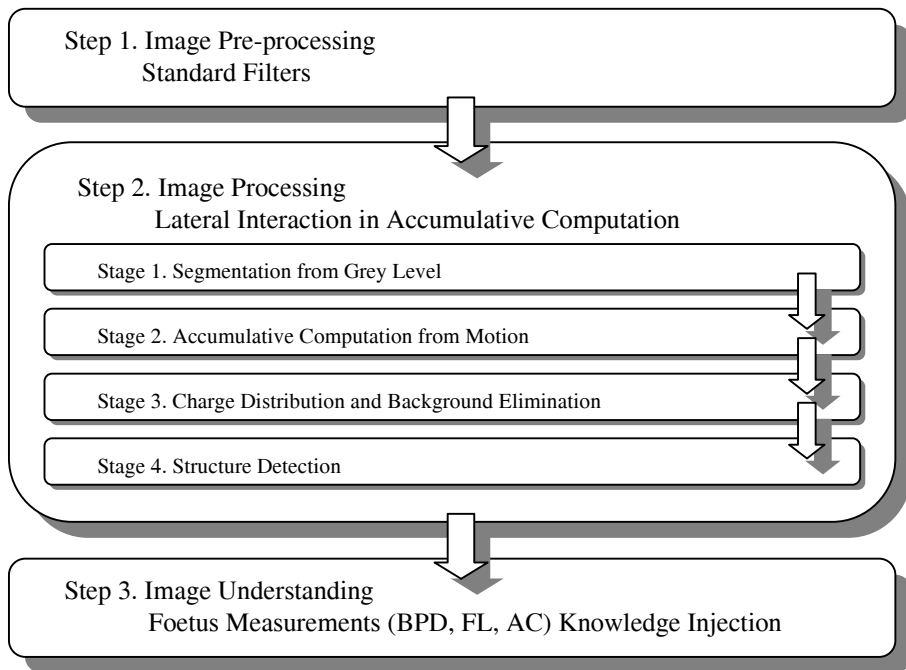 Step 1. Image Pre-processing
Standard Filters
Step 2. Image Processing
Lateral Interaction in Accumulative Computation
Stage 1. Segmentation from Grey Level
Stage 2. Accumulative Computation from Motion
Stage 3. Charge Distribution and Background Elimination
Stage 4. Structure Detection
Step 3. Image Understanding
Foetus Measurements (BPD, FL, AC) Knowledge Injection